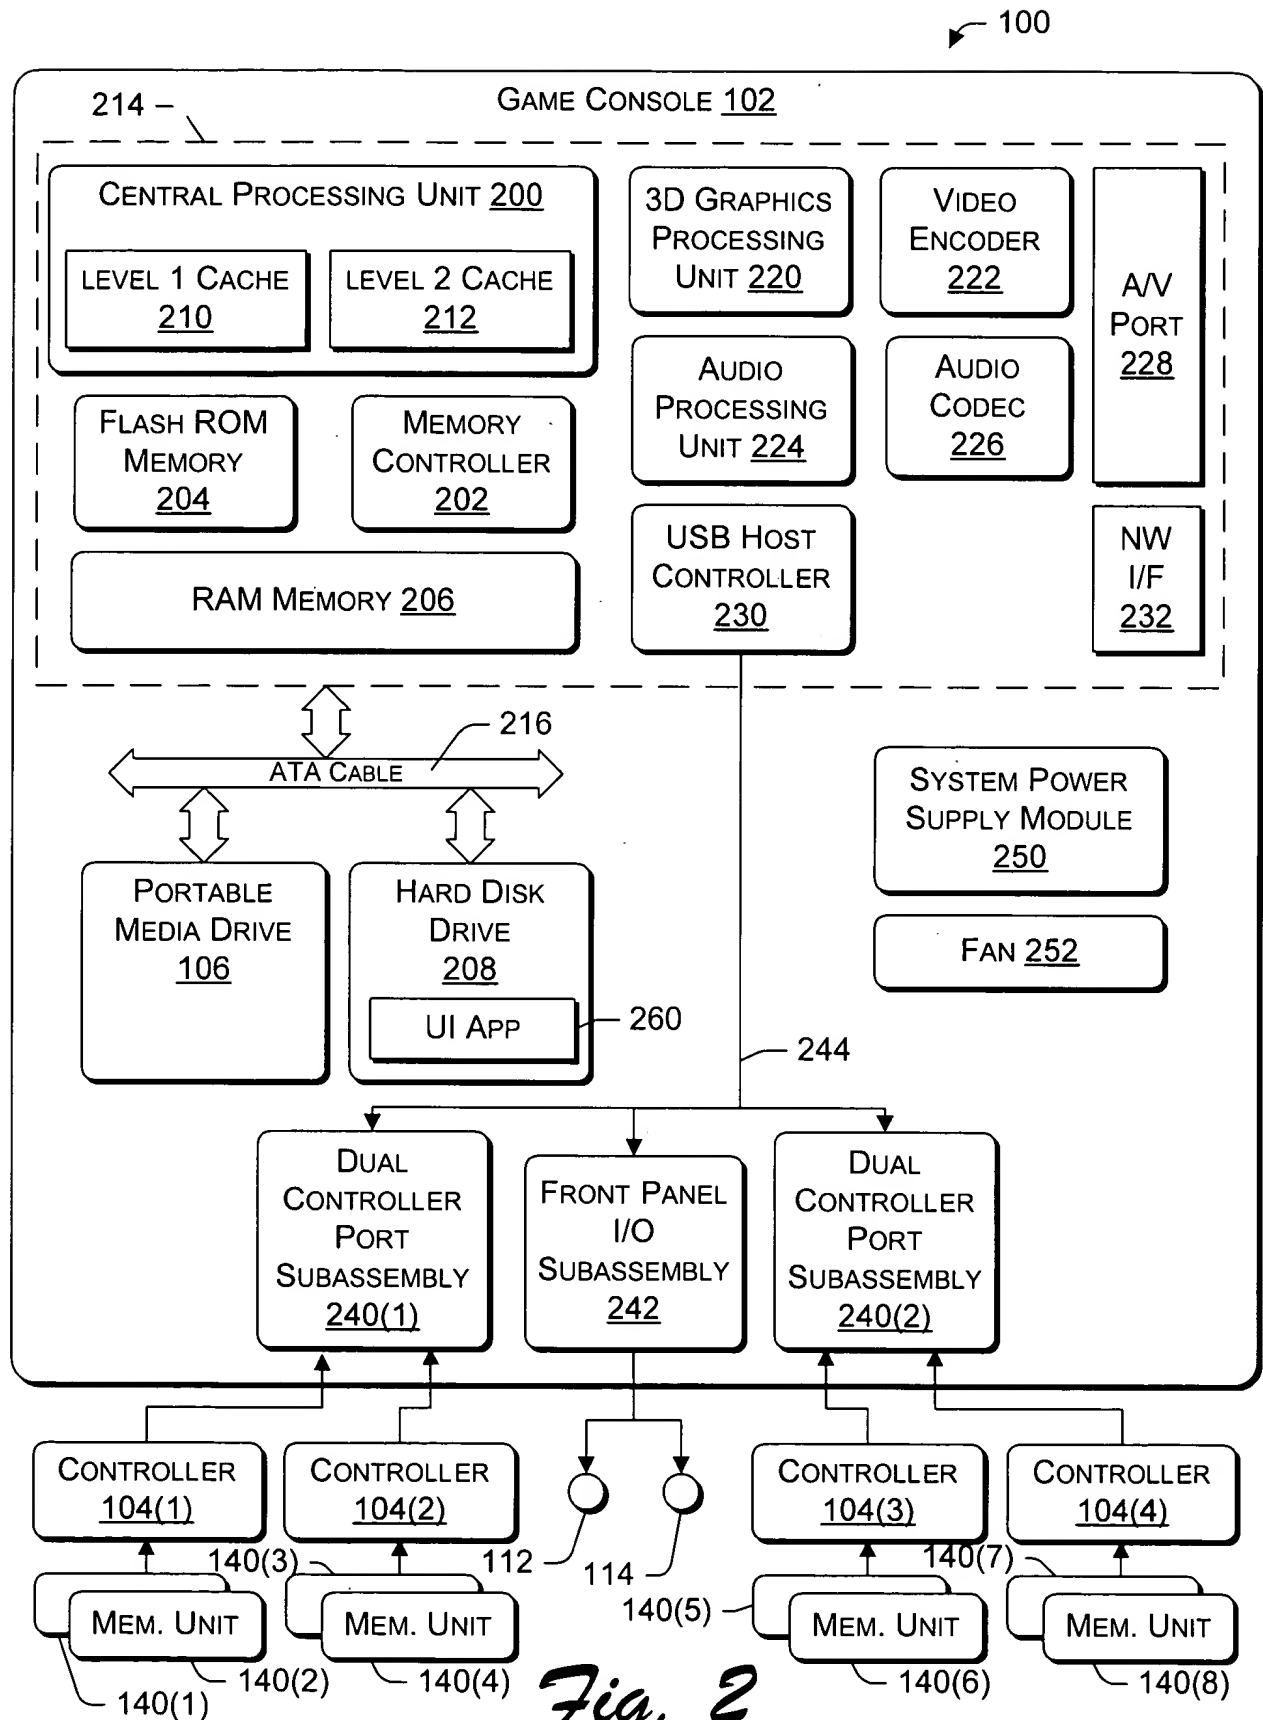 100
GAME CONSOLE 102
214
CENTRAL PROCESSING UNIT 200
LEVEL 1 CACHE
210
LEVEL 2 CACHE
212
3D GRAPHICS
PROCESSING
UNIT 220
VIDEO
ENCODER
222
A/V
PORT
228
FLASH ROM
MEMORY
204
MEMORY
CONTROLLER
202
AUDIO
PROCESSING
UNIT 224
AUDIO
CODEC
226
RAM MEMORY 206
USB HOST
CONTROLLER
230
NW
I/F
232
216
ATA CABLE
SYSTEM POWER
SUPPLY MODULE
250
PORTABLE
MEDIA DRIVE
106
HARD DISK
DRIVE
208
UI APP
260
FAN 252
244
DUAL
CONTROLLER
PORT
SUBASSEMBLY
240(1)
FRONT PANEL
I/O
SUBASSEMBLY
242
DUAL
CONTROLLER
PORT
SUBASSEMBLY
240(2)
CONTROLLER
104(1)
CONTROLLER
104(2)
CONTROLLER
104(3)
CONTROLLER
104(4)
112
114
140(3)
140(5)
140(7)
MEM. UNIT
MEM. UNIT
MEM. UNIT
MEM. UNIT
140(1)
140(2)
140(4)
140(6)
140(8)
Fig. 2